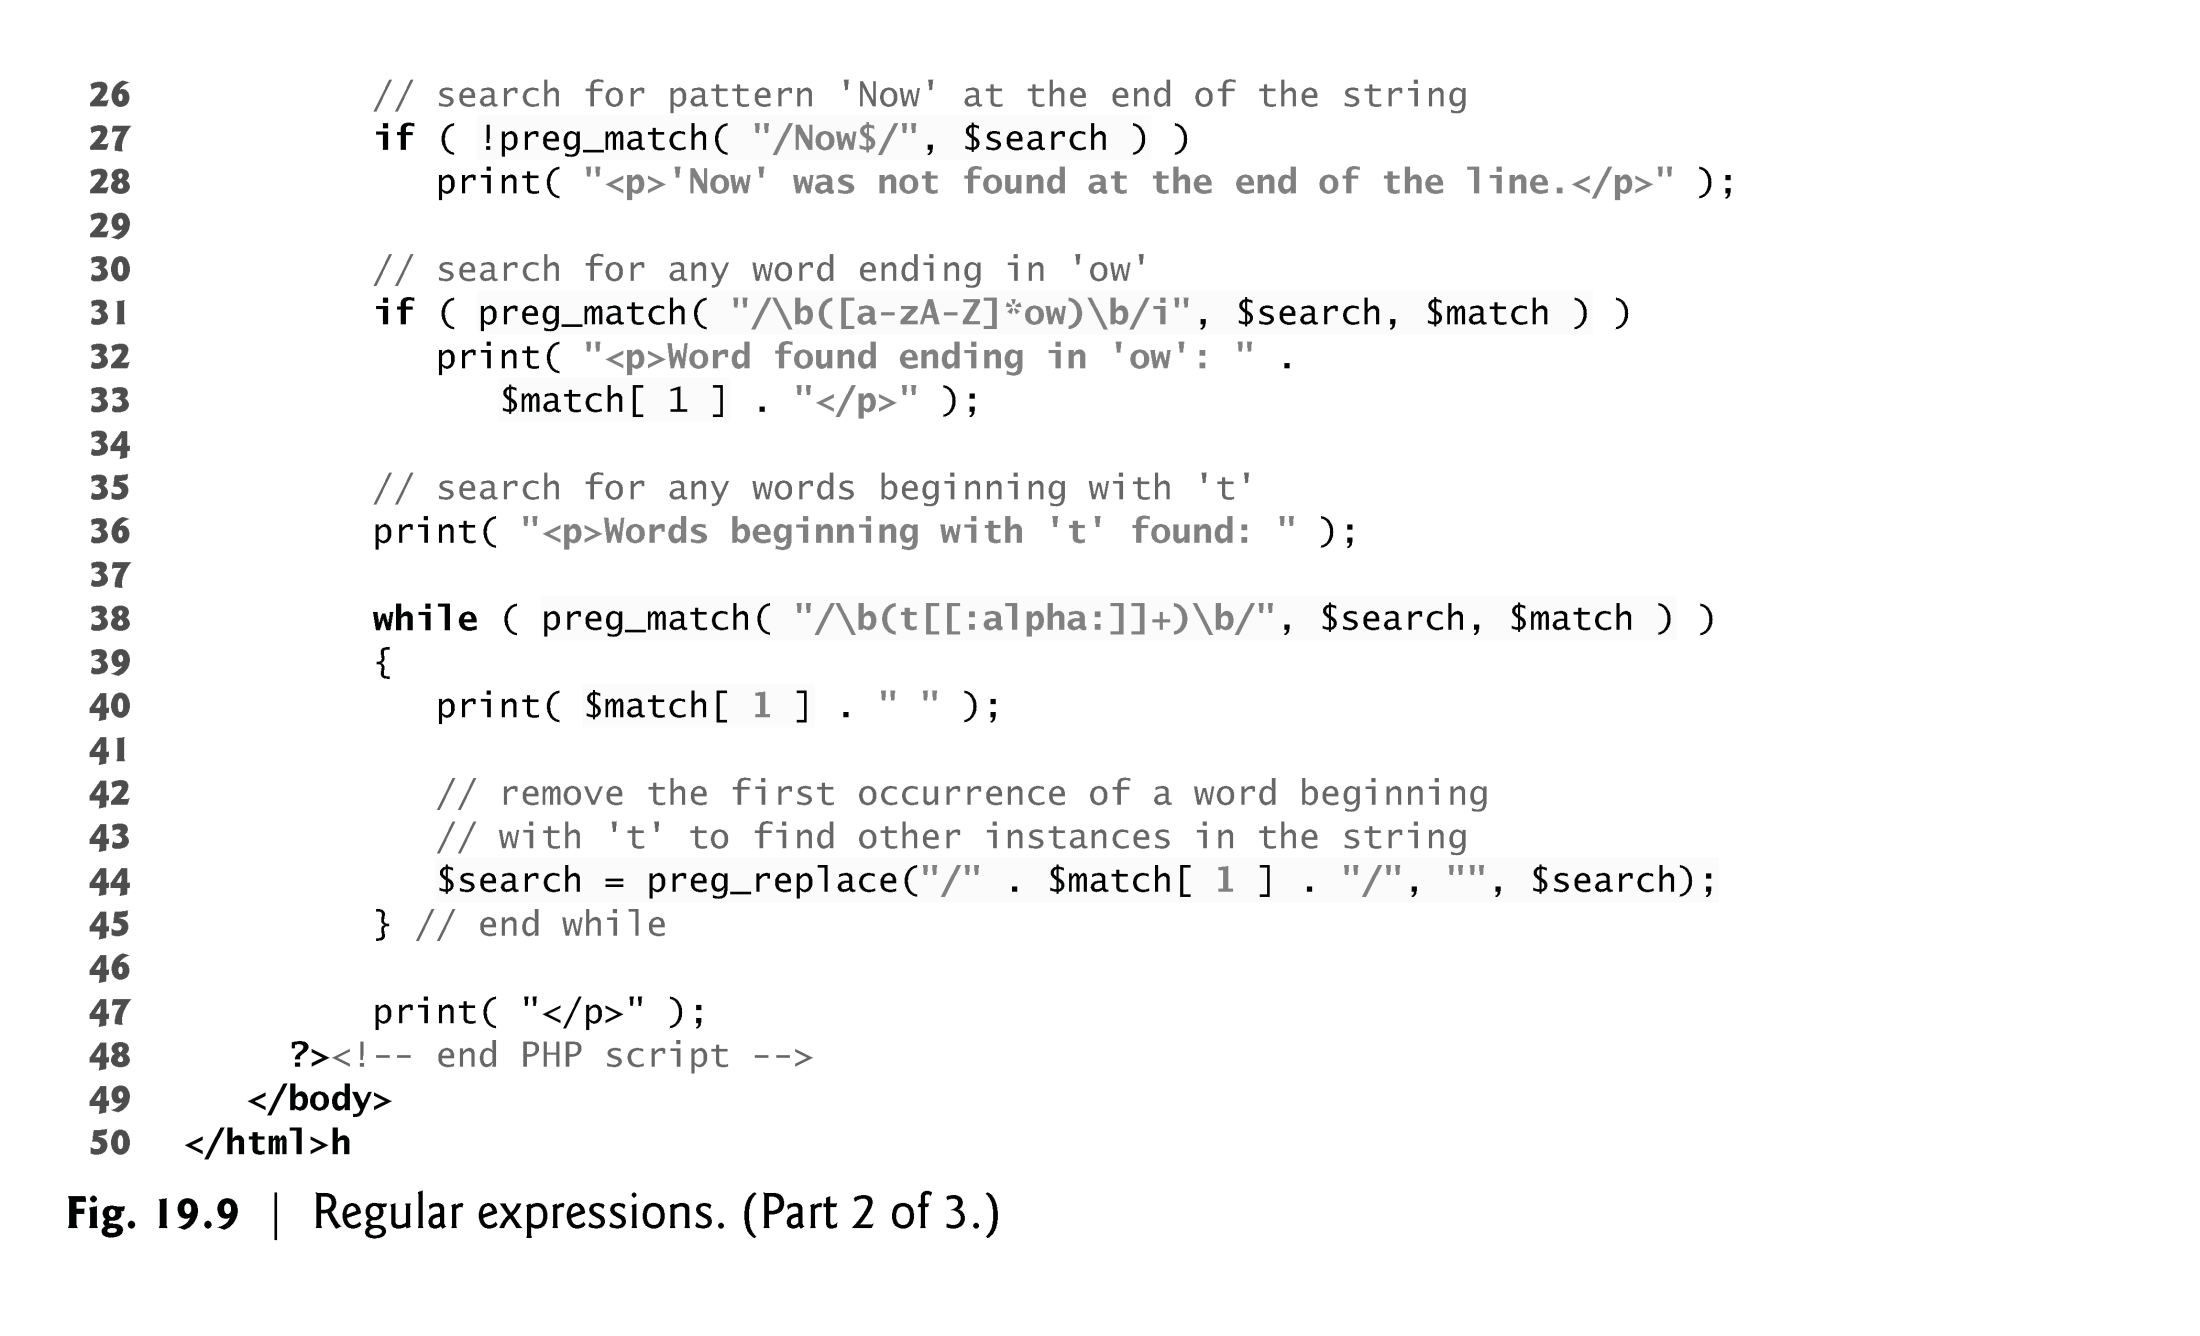 26 // search for pattern 'Now' at the end of the string
27 if ( !preg_match( "/Now$/", $search ) )
28 print( "<p>'Now' was not found at the end of the line.</p>" );
29
30 // search for any word ending in 'ow'
31 if ( preg_match( "/\b([a-zA-Z]*ow)\b/i", $search, $match ) )
32 print( "<p>Word found ending in 'ow': " .
33 $match[ 1 ] . "</p>" );
34
35 // search for any words beginning with 't'
36 print( "<p>Words beginning with 't' found: " );
37
38 while ( preg_match( "/\b(t[[:alpha:]]+)\b/", $search, $match ) )
39 {
40 print( $match[ 1 ] . " " );
41
42 // remove the first occurrence of a word beginning
43 // with 't' to find other instances in the string
44 $search = preg_replace("/" . $match[ 1 ] . "/", "", $search);
45 } // end while
46
47 print( "</p>" );
48 ?><!-- end PHP script -->
49 </body>
50 </html>h
Fig. 19.9 | Regular expressions. (Part 2 of 3.)